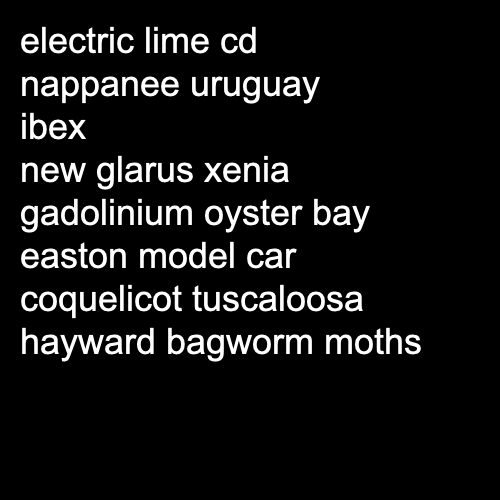 electric lime cd
nappanee uruguay
ibex
new glarus xenia
gadolinium oyster bay
easton model car
coquelicot tuscaloosa
hayward bagworm moths